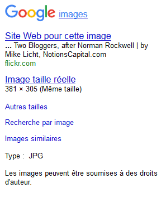 Google images
Site Web pour cette image
... Two Bloggers, after Norman Rockwell | by
Mike Licht, NotionsCapital.com
flickr.com
Image taille réelle
381 × 305 (Même taille)
Autres tailles
Recherche par image
Images similaires
Type : JPG
Les images peuvent être soumises à des droits
d'auteur.